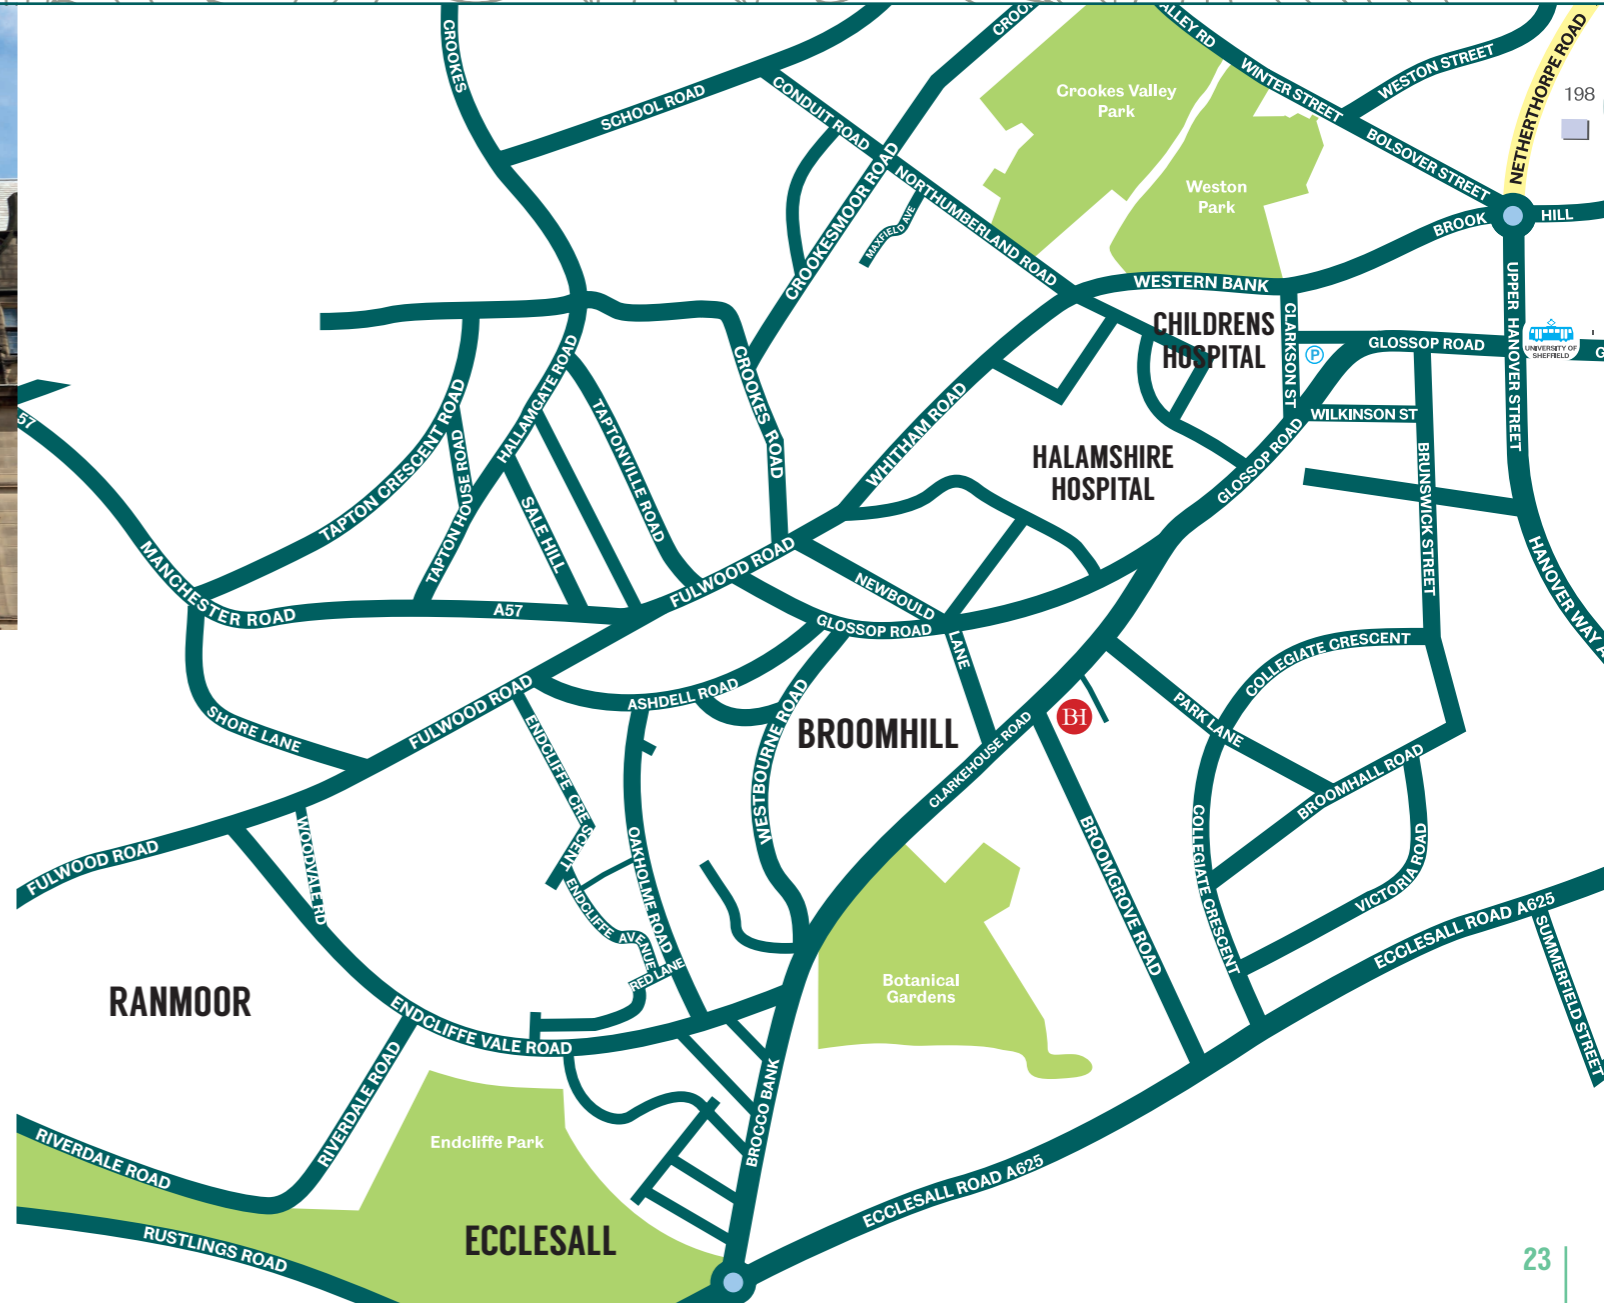 CROOKES
CROO
ALLEY RD
WINTER STREET
WESTON STREET
NETHERTHORPE ROAD
198
SCHOOL ROAD
CONDUIT ROAD
Crookes Valley
Park
BOLSOVER STREET
CROOKESMOOR ROAD
NORTHUMBERLAND ROAD
MAXFIELD AVE
Weston
Park
BROOK
HILL
WESTERN BANK
UPPER HANOVER STREET
CHILDRENS
HOSPITAL
CLARKSON ST
P
GLOSSOP ROAD
UNIVERSITY OF
SHEFFIELD
G
57
TAPTON CRESCENT ROAD
HALLAMGATE ROAD
TAPTON HOUSE ROAD
TAPTONVILLE ROAD
CROOKES ROAD
WHITHAM ROAD
WILKINSON ST
HALAMSHIRE
HOSPITAL
GLOSSOP ROAD
BRUNSWICK STREET
SALE HILL
MANCHESTER ROAD
A57
FULWOOD ROAD
NEWBOULD
LANE
GLOSSOP ROAD
HANOVER WAY A
COLLEGIATE CRESCENT
SHORE LANE
FULWOOD ROAD
ASHDELL ROAD
WESTBOURNE ROAD
BROOMHILL
CLARKEHOUSE ROAD
BH
PARK LANE
BROOMHALL ROAD
ENDCLIFFE CRESCENT
OAKHOLME ROAD
FULWOOD ROAD
WOODVALE RD
ENDCLIFFE AVENUE
RED LANE
BROOMGROVE ROAD
COLLEGIATE CRESCENT
VICTORIA ROAD
ECCLESALL ROAD A625
SUMMERFIELD STREET
Botanical
Gardens
RANMOOR
ENDCLIFFE VALE ROAD
RIVERDALE ROAD
BROCCO BANK
RIVERDALE ROAD
Endcliffe Park
ECCLESALL ROAD A625
RUSTLINGS ROAD
ECCLESALL
23